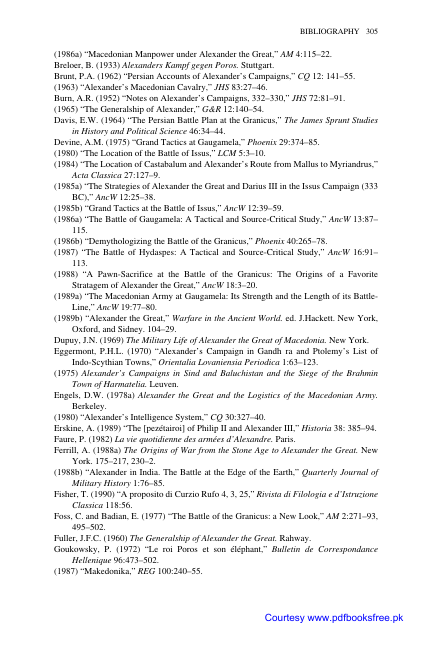 BIBLIOGRAPHY 305
(1986a) “Macedonian Manpower under Alexander the Great,” AM 4:115–22.
Breloer, B. (1933) Alexanders Kampf gegen Poros. Stuttgart.
Brunt, P.A. (1962) “Persian Accounts of Alexander’s Campaigns,” CQ 12: 141–55.
(1963) “Alexander’s Macedonian Cavalry,” JHS 83:27–46.
Burn, A.R. (1952) “Notes on Alexander’s Campaigns, 332–330,” JHS 72:81–91.
(1965) “The Generalship of Alexander,” G&R 12:140–54.
Davis, E.W. (1964) “The Persian Battle Plan at the Granicus,” The James Sprunt Studies
in History and Political Science 46:34–44.
Devine, A.M. (1975) “Grand Tactics at Gaugamela,” Phoenix 29:374–85.
(1980) “The Location of the Battle of Issus,” LCM 5:3–10.
(1984) “The Location of Castabalum and Alexander’s Route from Mallus to Myriandrus,”
Acta Classica 27:127–9.
(1985a) “The Strategies of Alexander the Great and Darius III in the Issus Campaign (333
BC),” AncW 12:25–38.
(1985b) “Grand Tactics at the Battle of Issus,” AncW 12:39–59.
(1986a) “The Battle of Gaugamela: A Tactical and Source-Critical Study,” AncW 13:87–
115.
(1986b) “Demythologizing the Battle of the Granicus,” Phoenix 40:265–78.
(1987) “The Battle of Hydaspes: A Tactical and Source-Critical Study,” AncW 16:91–
113.
(1988) “A Pawn-Sacrifice at the Battle of the Granicus: The Origins of a Favorite
Stratagem of Alexander the Great,” AncW 18:3–20.
(1989a) “The Macedonian Army at Gaugamela: Its Strength and the Length of its Battle-
Line,” AncW 19:77–80.
(1989b) “Alexander the Great,” Warfare in the Ancient World. ed. J.Hackett. New York,
Oxford, and Sidney. 104–29.
Dupuy, J.N. (1969) The Military Life of Alexander the Great of Macedonia. New York.
Eggermont, P.H.L. (1970) “Alexander’s Campaign in Gandh ra and Ptolemy’s List of
Indo-Scythian Towns,” Orientalia Lovaniensia Periodica 1:63–123.
(1975) Alexander’s Campaigns in Sind and Baluchistan and the Siege of the Brahmin
Town of Harmatelia. Leuven.
Engels, D.W. (1978a) Alexander the Great and the Logistics of the Macedonian Army.
Berkeley.
(1980) “Alexander’s Intelligence System,” CQ 30:327–40.
Erskine, A. (1989) “The [pezétairoi] of Philip II and Alexander III,” Historia 38: 385–94.
Faure, P. (1982) La vie quotidienne des armées d’Alexandre. Paris.
Ferrill, A. (1988a) The Origins of War from the Stone Age to Alexander the Great. New
York. 175–217, 230–2.
(1988b) “Alexander in India. The Battle at the Edge of the Earth,” Quarterly Journal of
Military History 1:76–85.
Fisher, T. (1990) “A proposito di Curzio Rufo 4, 3, 25,” Rivista di Filologia e d’Istruzione
Classica 118:56.
Foss, C. and Badian, E. (1977) “The Battle of the Granicus: a New Look,” AM 2:271–93,
495–502.
Fuller, J.F.C. (1960) The Generalship of Alexander the Great. Rahway.
Goukowsky, P. (1972) “Le roi Poros et son éléphant,” Bulletin de Correspondance
Hellenique 96:473–502.
(1987) “Makedonika,” REG 100:240–55.
Courtesy www.pdfbooksfree.pk